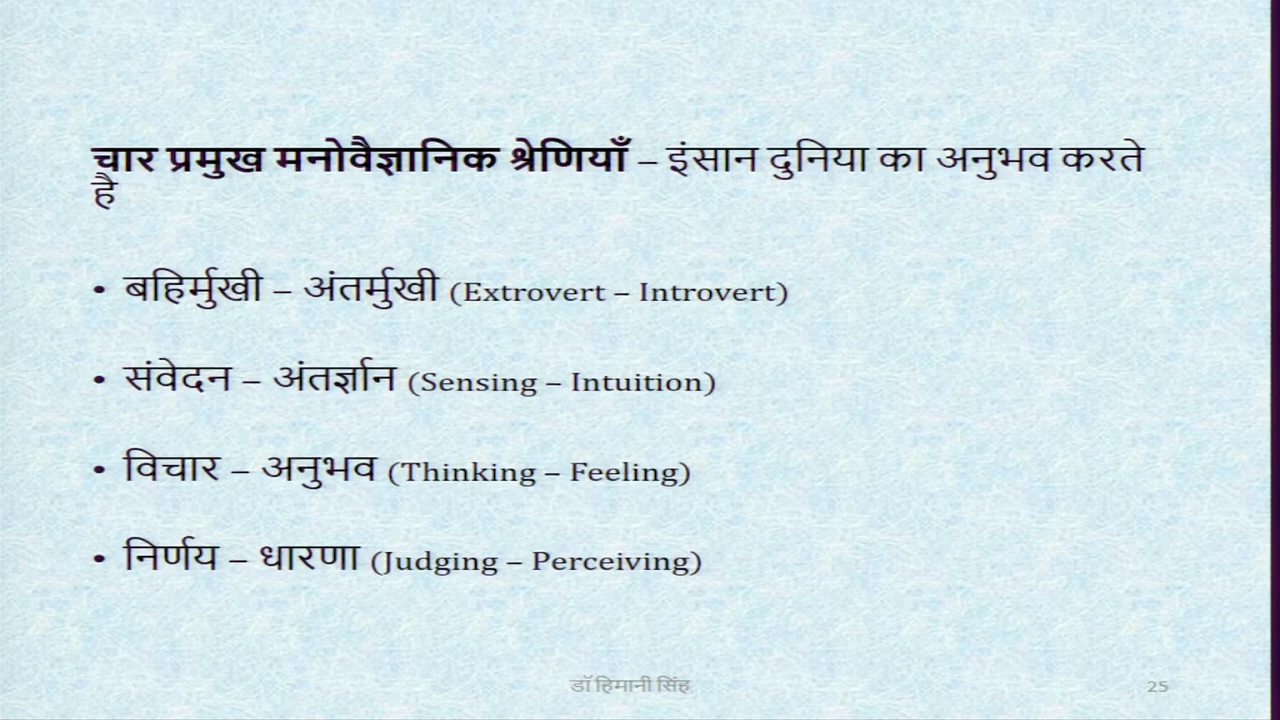 चार प्रमुख मनोवैज्ञानिक श्रेणियाँ – इंसान दुनिया का अनुभव करते
है
• बहिर्मुखी – अंतर्मुखी (Extrovert – Introvert)
• संवेदन – अंतर्ज्ञान (Sensing – Intuition)
• विचार – अनुभव (Thinking – Feeling)
• निर्णय – धारणा (Judging – Perceiving)
डॉ हिमानी सिंह
25